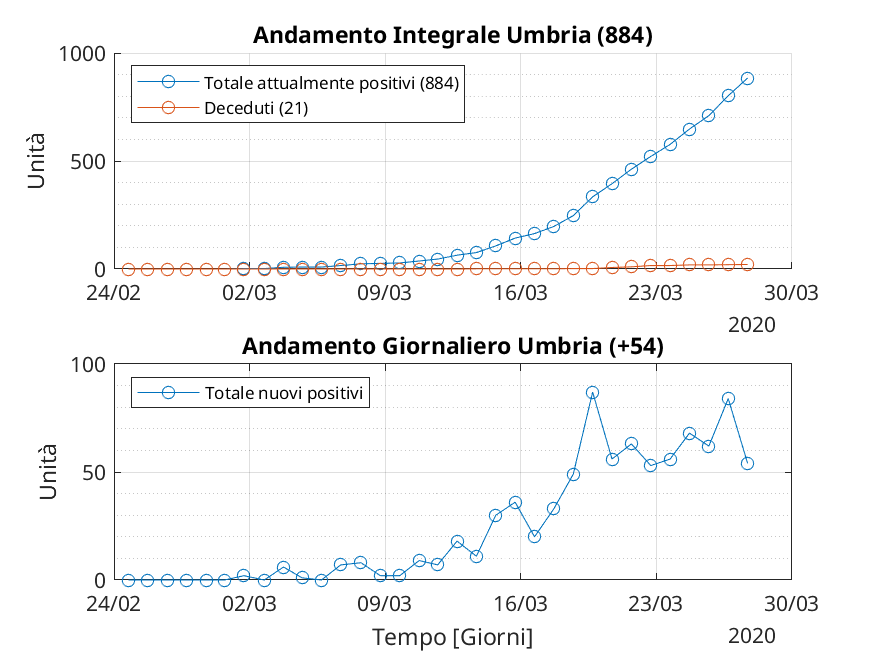 Andamento Integrale Umbria (884)
1000
Totale attualmente positivi (884)
Deceduti (21)
Unità
500
0
24/02 02/03 09/03 16/03 23/03 30/03
2020
Andamento Giornaliero Umbria (+54)
100
Totale nuovi positivi
Unità
50
0
24/02 02/03 09/03 16/03 23/03 30/03
Tempo [Giorni]
2020